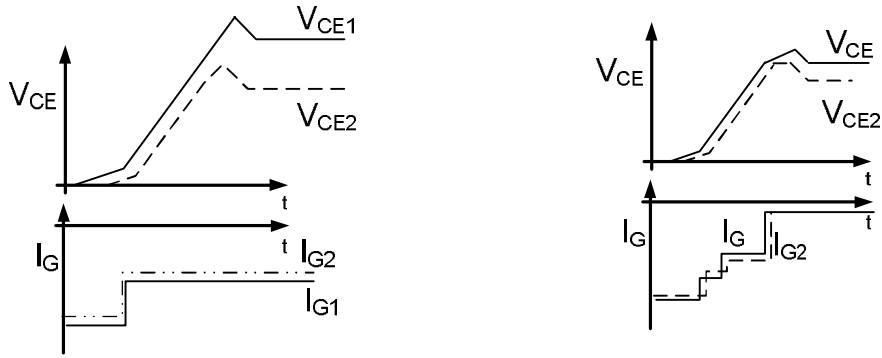 V_CE1
V_CE
V_CE2
t
I_G
t
I_G2
I_G1
V_CE
V_CE
V_CE2
t
I_G
I_G
I_G2
t